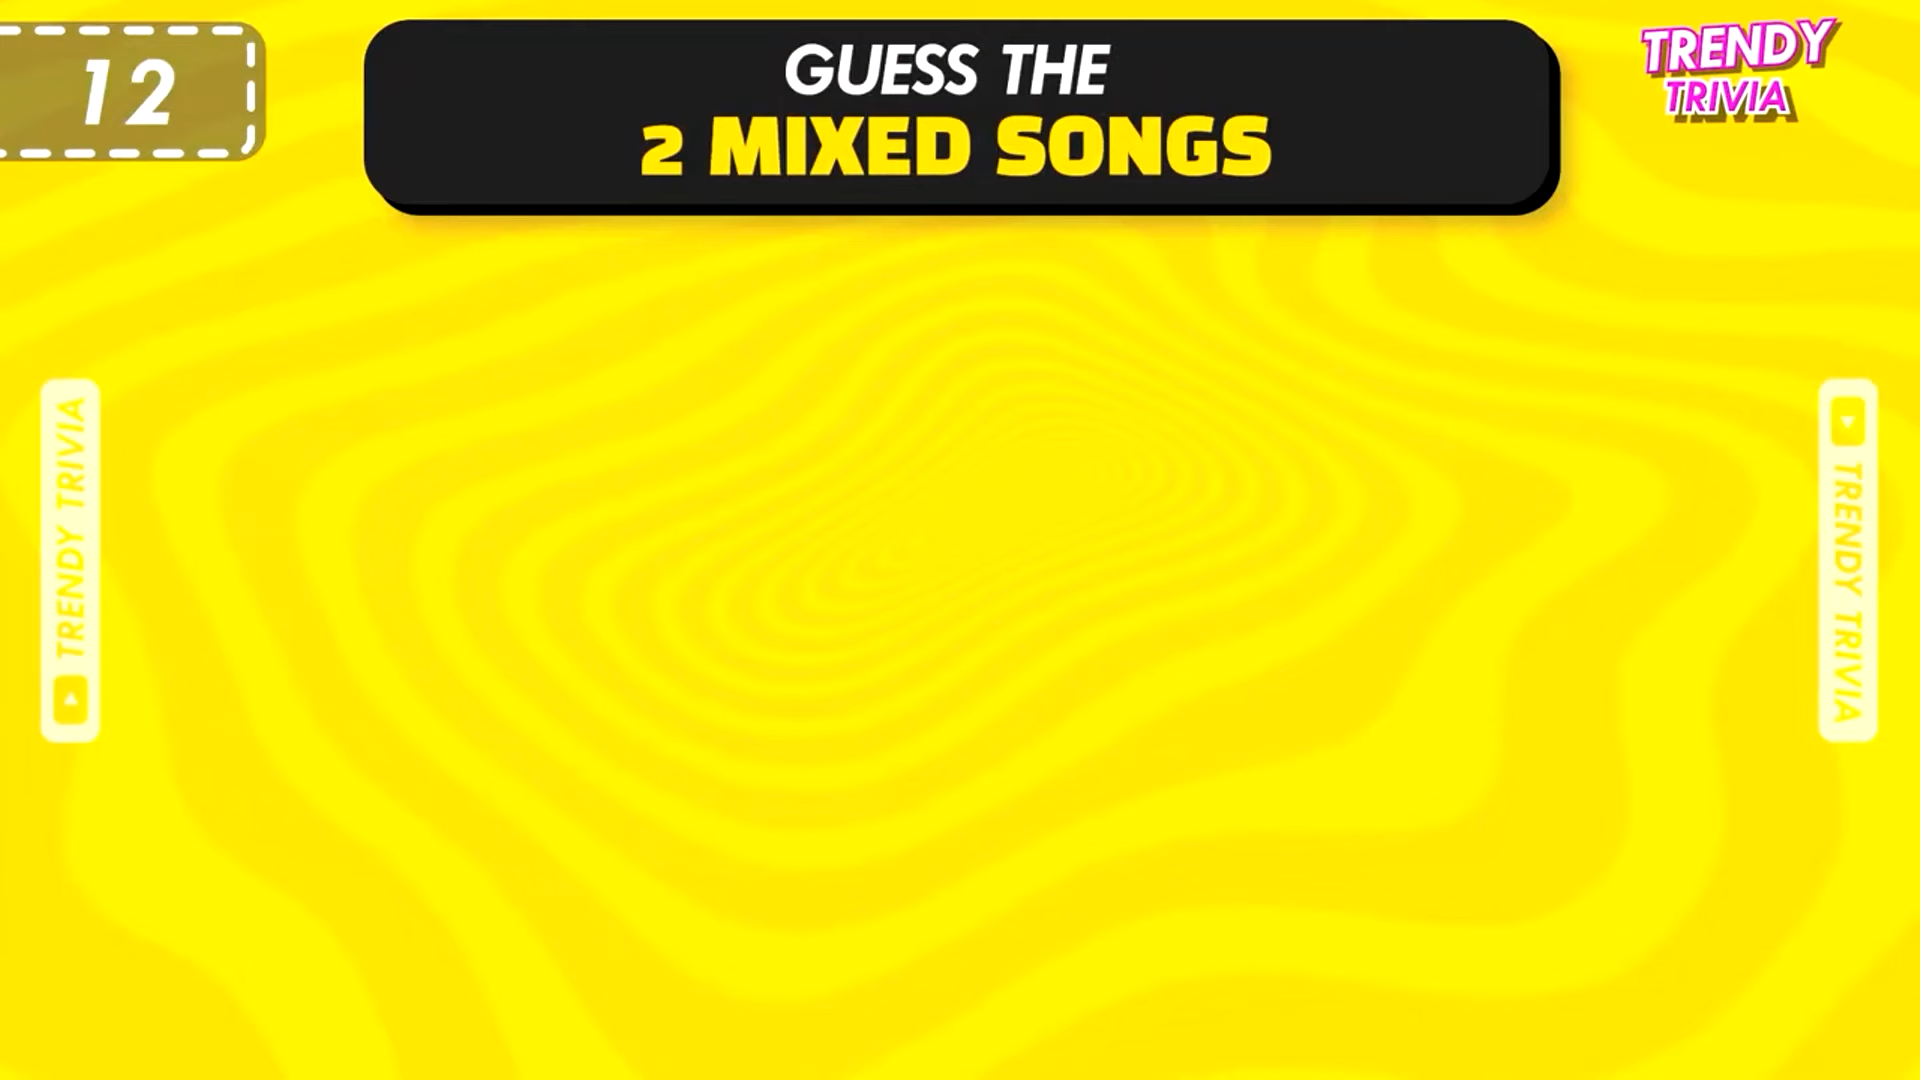 12
GUESS THE
2 MIXED SONGS
TRENDY
TRIVIA
TRENDY TRIVIA
TRENDY TRIVIA